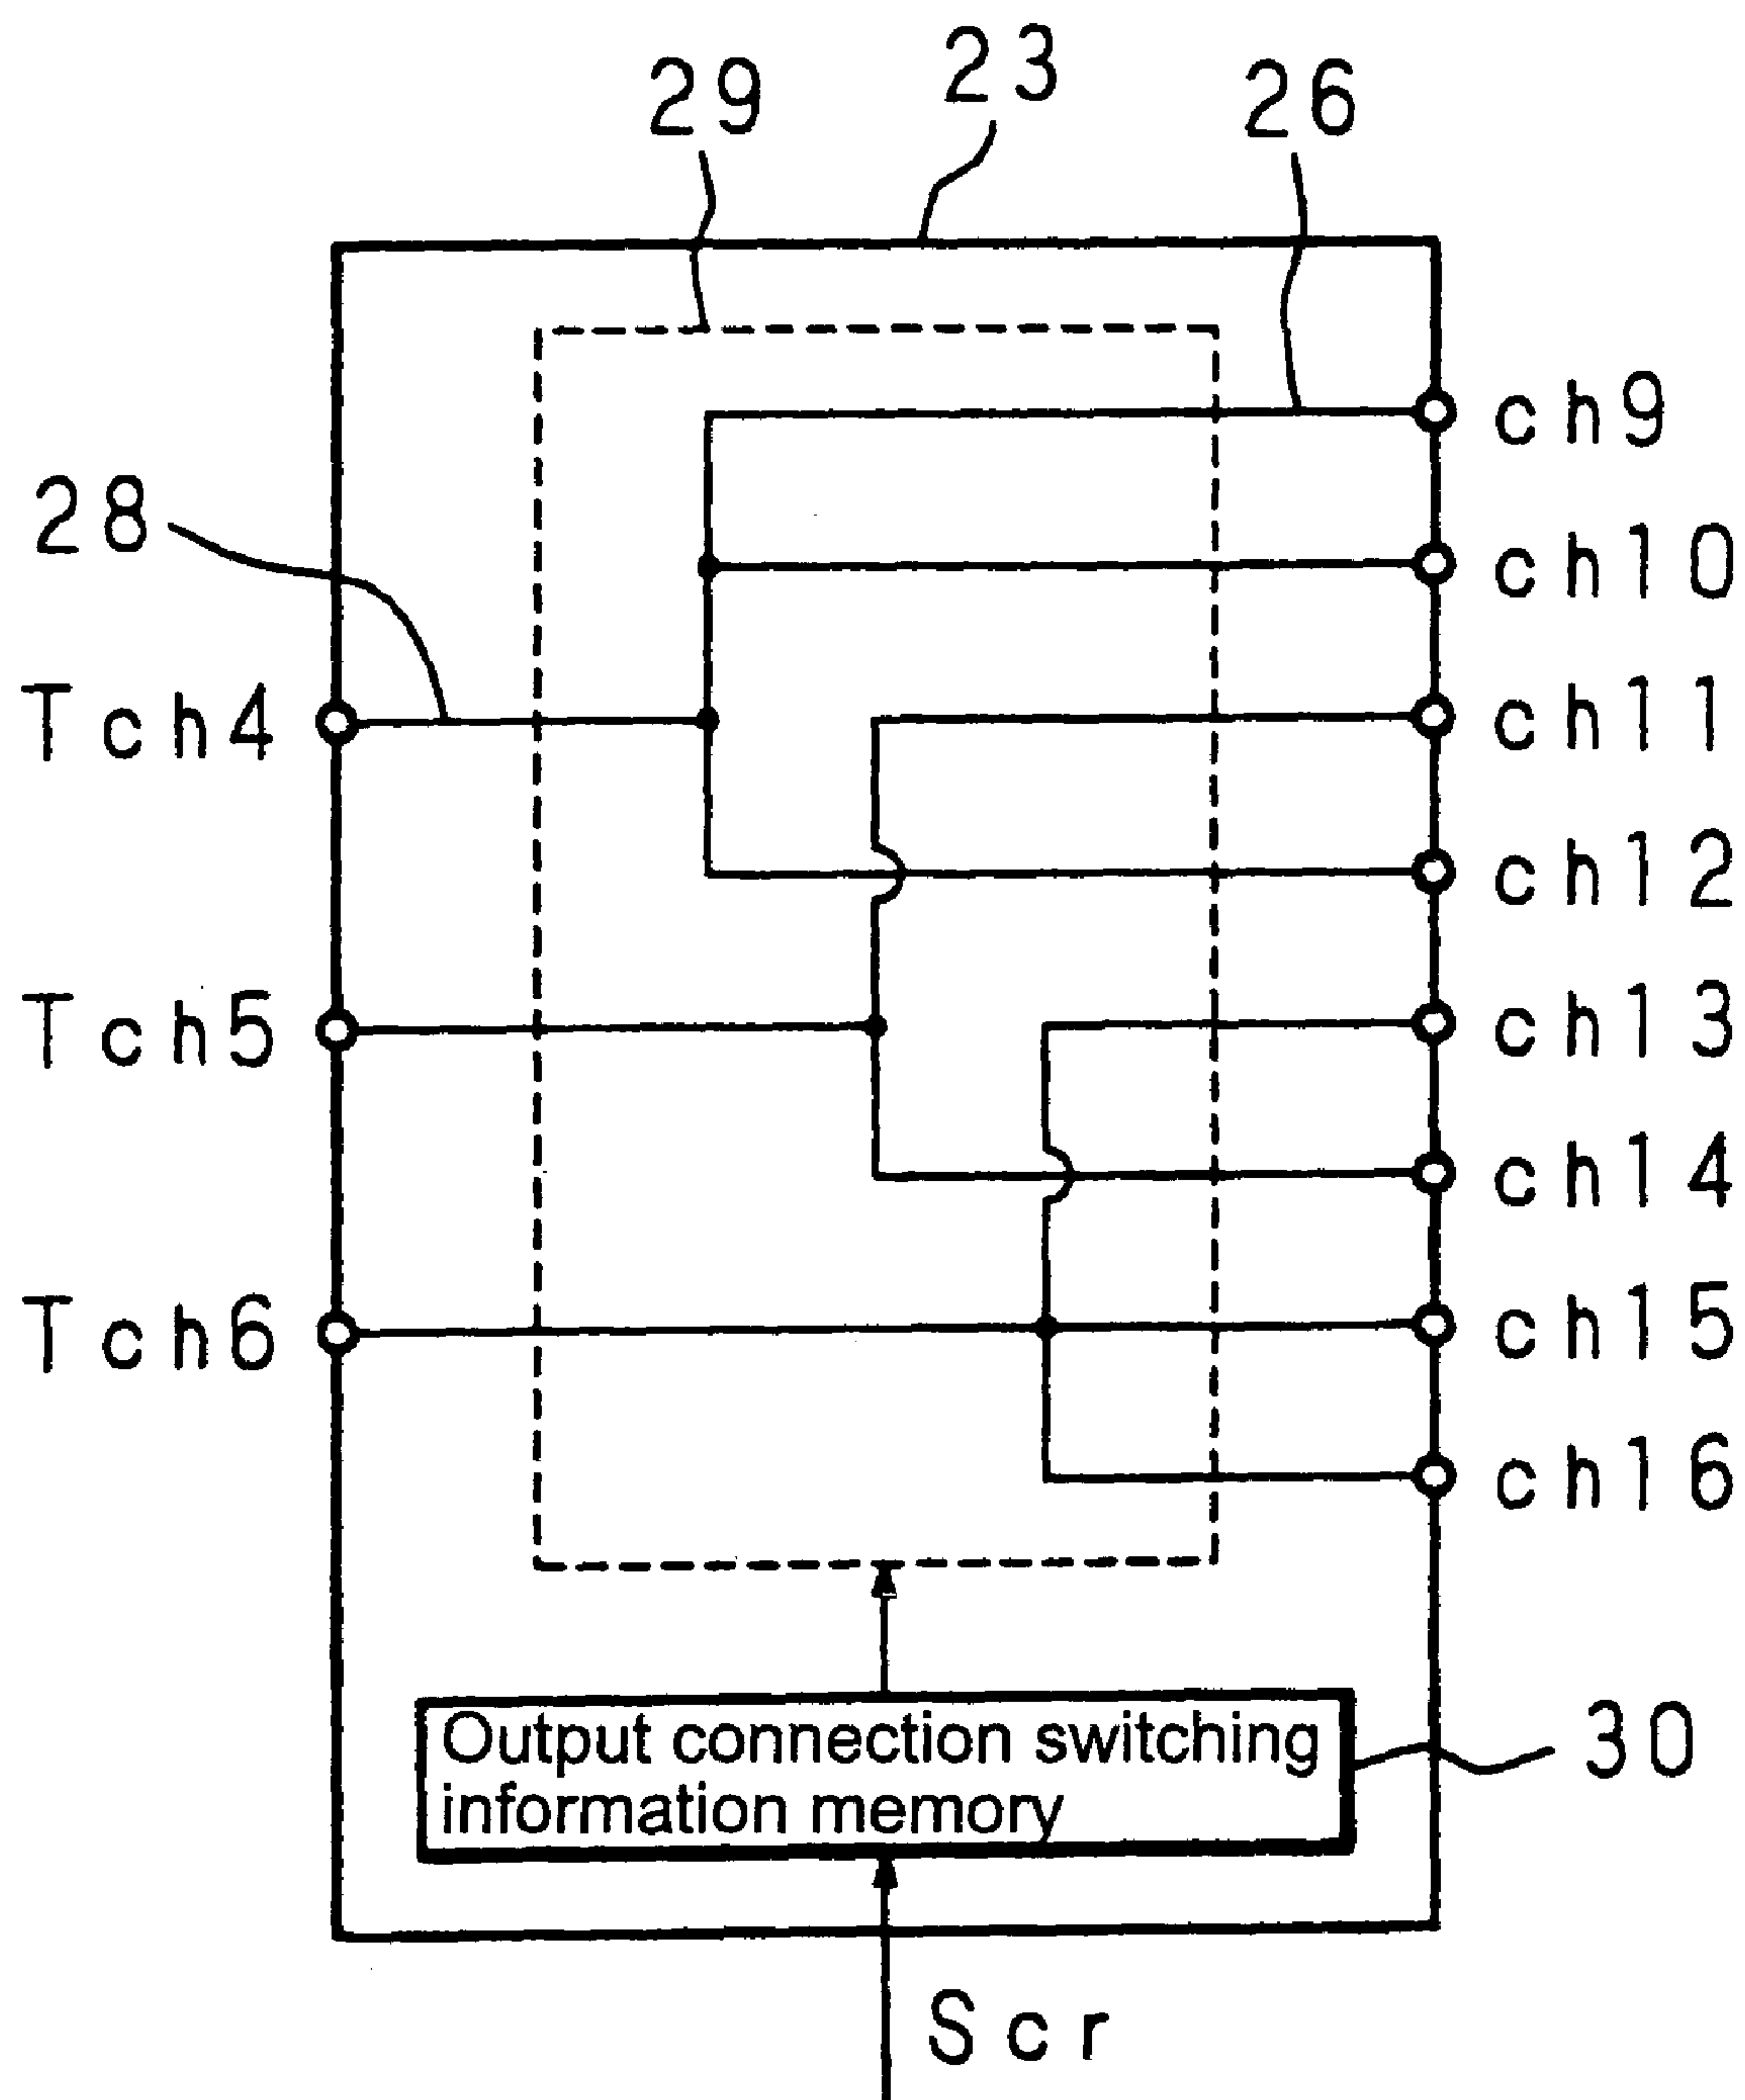 23
29
26
ch9
28
ch10
Tch4
ch11
ch12
Tch5
ch13
ch14
Tch6
ch15
ch16
Output connection switching
information memory
30
Scr